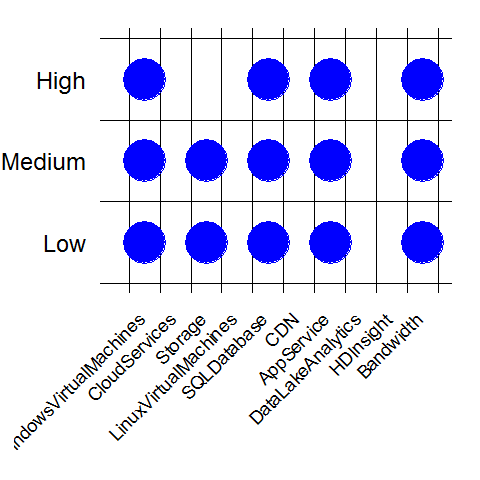 High
Medium
Low
ndowsVirtualMachines
CloudServices
Storage
LinuxVirtualMachines
SQLDatabase
CDN
AppService
DataLakeAnalytics
HDInsight
Bandwidth